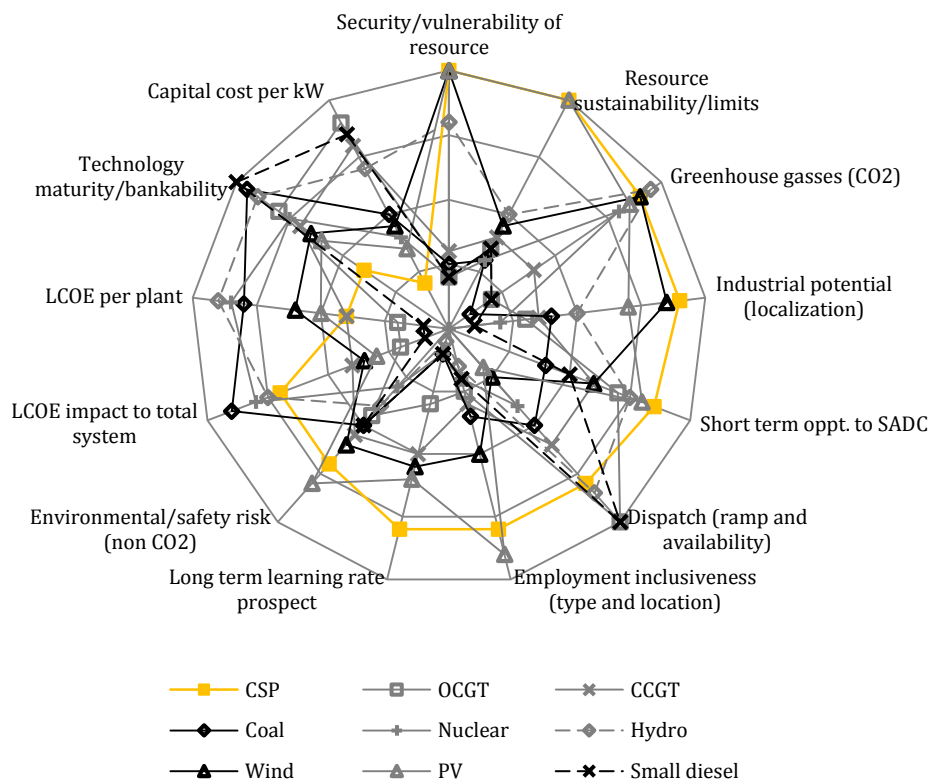 Security/vulnerability of
resource
Resource
sustainability/limits
Capital cost per kW
Technology
maturity/bankability
Greenhouse gasses (CO2)
LCOE per plant
Industrial potential
(localization)
LCOE impact to total
system
Short term oppt. to SADC
Environmental/safety risk
(non CO2)
Dispatch (ramp and
availability)
Long term learning rate
prospect
Employment inclusiveness
(type and location)
CSP
OCGT
CCGT
Coal
Nuclear
Hydro
Wind
PV
Small diesel